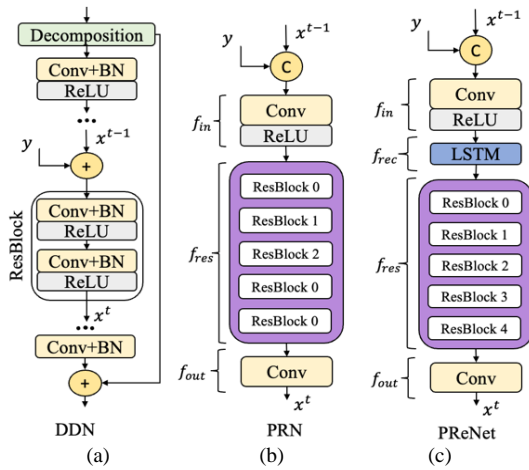 Decomposition
Conv+BN
ReLU
•••
x^{t-1}
y
+
ResBlock
Conv+BN
ReLU
Conv+BN
ReLU
x^t
•••
Conv+BN
+
DDN
(a)
x^{t-1}
y
C
f_{in}
Conv
ReLU
f_{res}
ResBlock 0
ResBlock 1
ResBlock 2
ResBlock 0
ResBlock 0
f_{out}
Conv
x^t
PRN
(b)
x^{t-1}
y
C
f_{in}
Conv
ReLU
f_{rec}
LSTM
f_{res}
ResBlock 0
ResBlock 1
ResBlock 2
ResBlock 3
ResBlock 4
f_{out}
Conv
x^t
PReNet
(c)